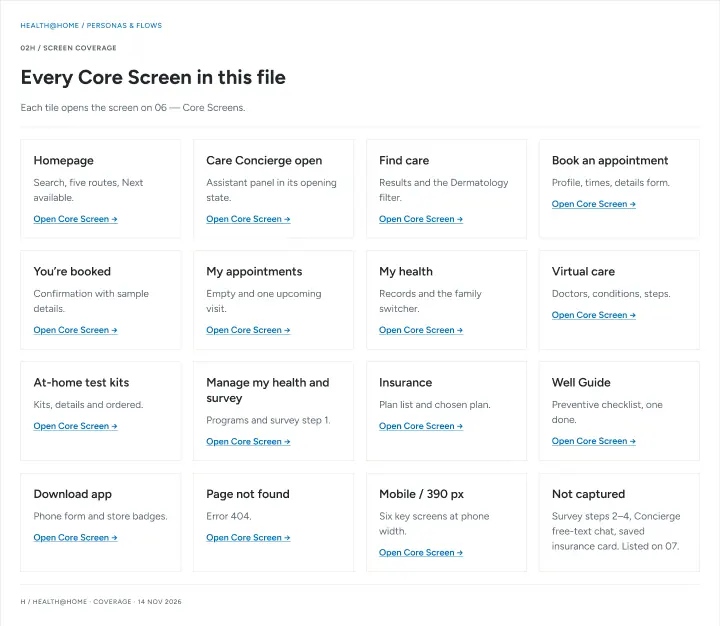 HEALTH@HOME / PERSONAS & FLOWS
02H / SCREEN COVERAGE
Every Core Screen in this file
Each tile opens the screen on 06 — Core Screens.
Homepage
Search, five routes, Next
available.
Open Core Screen →
Care Concierge open
Assistant panel in its opening
state.
Open Core Screen →
Find care
Results and the Dermatology
filter.
Open Core Screen →
Book an appointment
Profile, times, details form.
Open Core Screen →
You’re booked
Confirmation with sample
details.
Open Core Screen →
My appointments
Empty and one upcoming
visit.
Open Core Screen →
My health
Records and the family
switcher.
Open Core Screen →
Virtual care
Doctors, conditions, steps.
Open Core Screen →
At-home test kits
Kits, details and ordered.
Open Core Screen →
Manage my health and
survey
Programs and survey step 1.
Open Core Screen →
Insurance
Plan list and chosen plan.
Open Core Screen →
Well Guide
Preventive checklist, one
done.
Open Core Screen →
Download app
Phone form and store badges.
Open Core Screen →
Page not found
Error 404.
Open Core Screen →
Mobile / 390 px
Six key screens at phone
width.
Open Core Screen →
Not captured
Survey steps 2–4, Concierge
free-text chat, saved
insurance card. Listed on 07.
H / HEALTH@HOME · COVERAGE · 14 NOV 2026